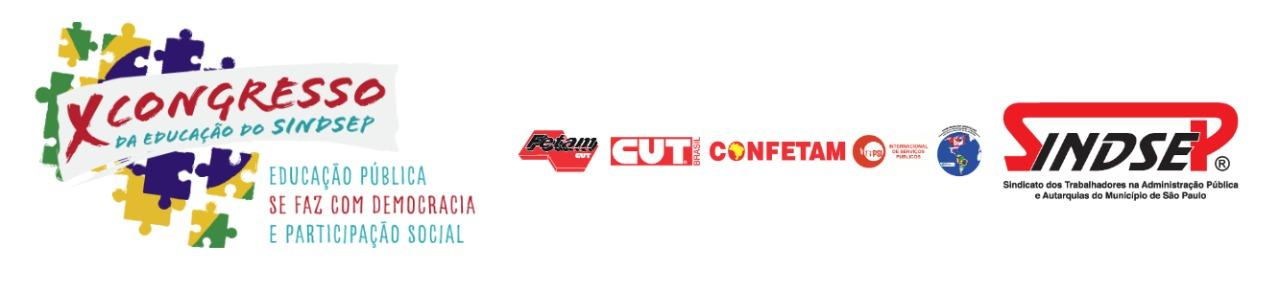 X CONGRESSO
DA EDUCAÇÃO DO SINDSEP
EDUCAÇÃO PÚBLICA
SE FAZ COM DEMOCRACIA
E PARTICIPAÇÃO SOCIAL
Fetam
CUT
CUT BRASIL
CONFETAM
PSI
INTERNACIONAL
DE SERVIÇOS
PÚBLICOS
SINDSEP®
Sindicato dos Trabalhadores na Administração Pública
e Autarquias do Município de São Paulo